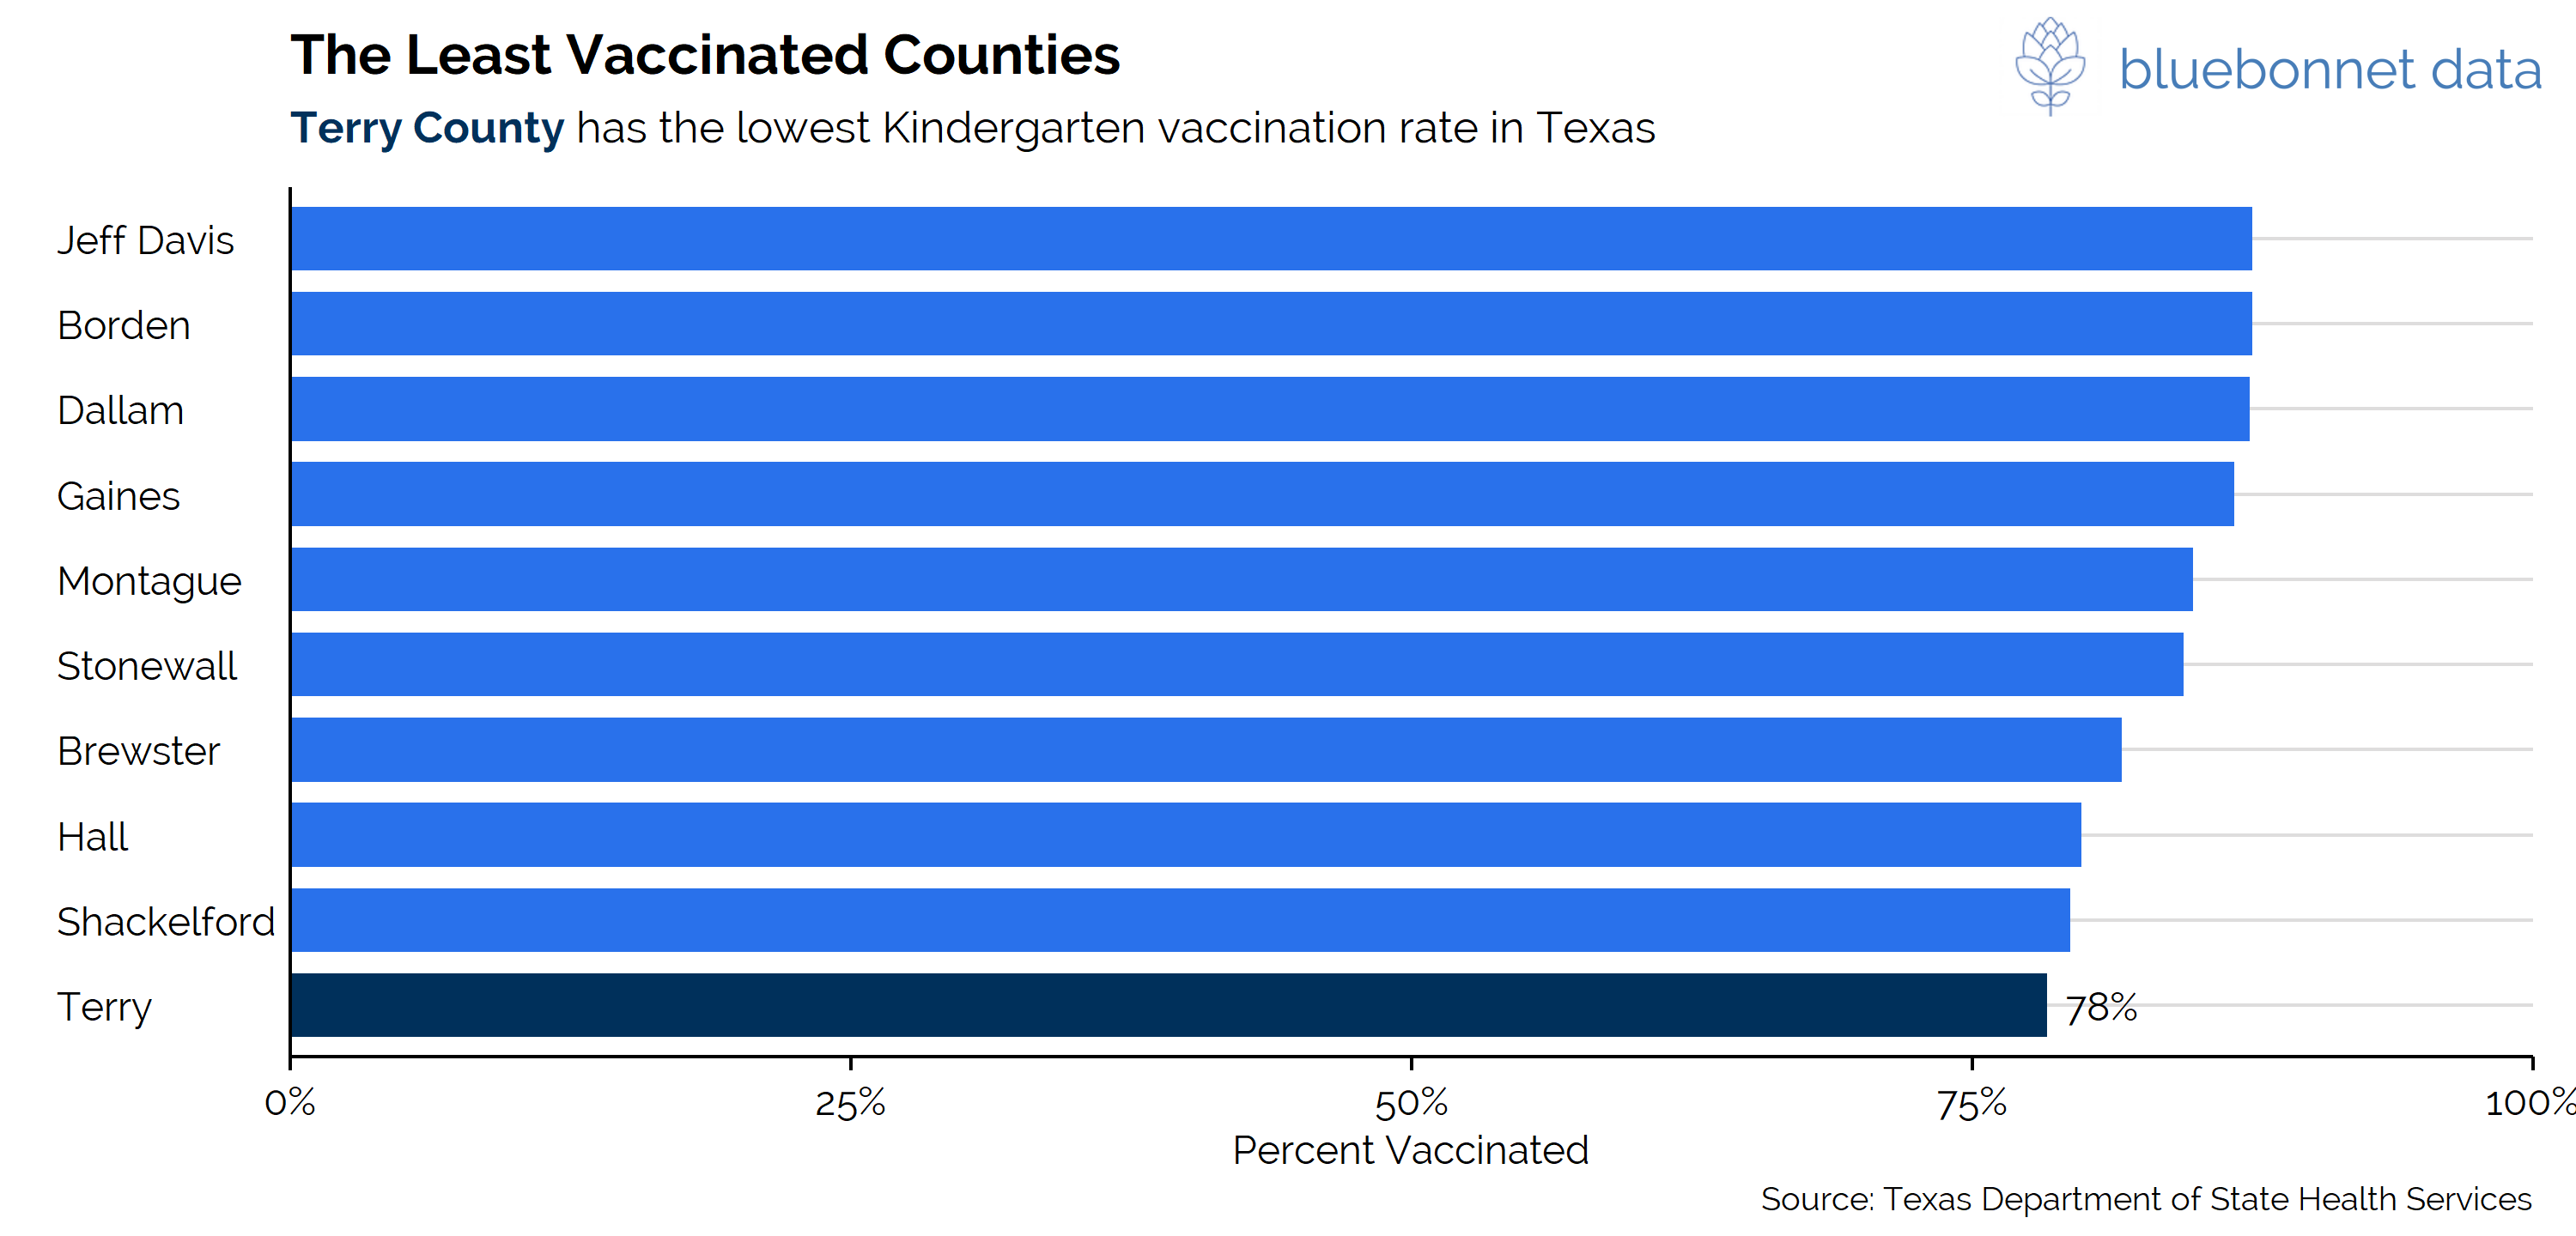 The Least Vaccinated Counties
bluebonnet data
Terry County has the lowest Kindergarten vaccination rate in Texas
Jeff Davis
Borden
Dallam
Gaines
Montague
Stonewall
Brewster
Hall
Shackelford
Terry
78%
0% 25% 50% 75% 100%
Percent Vaccinated
Source: Texas Department of State Health Services